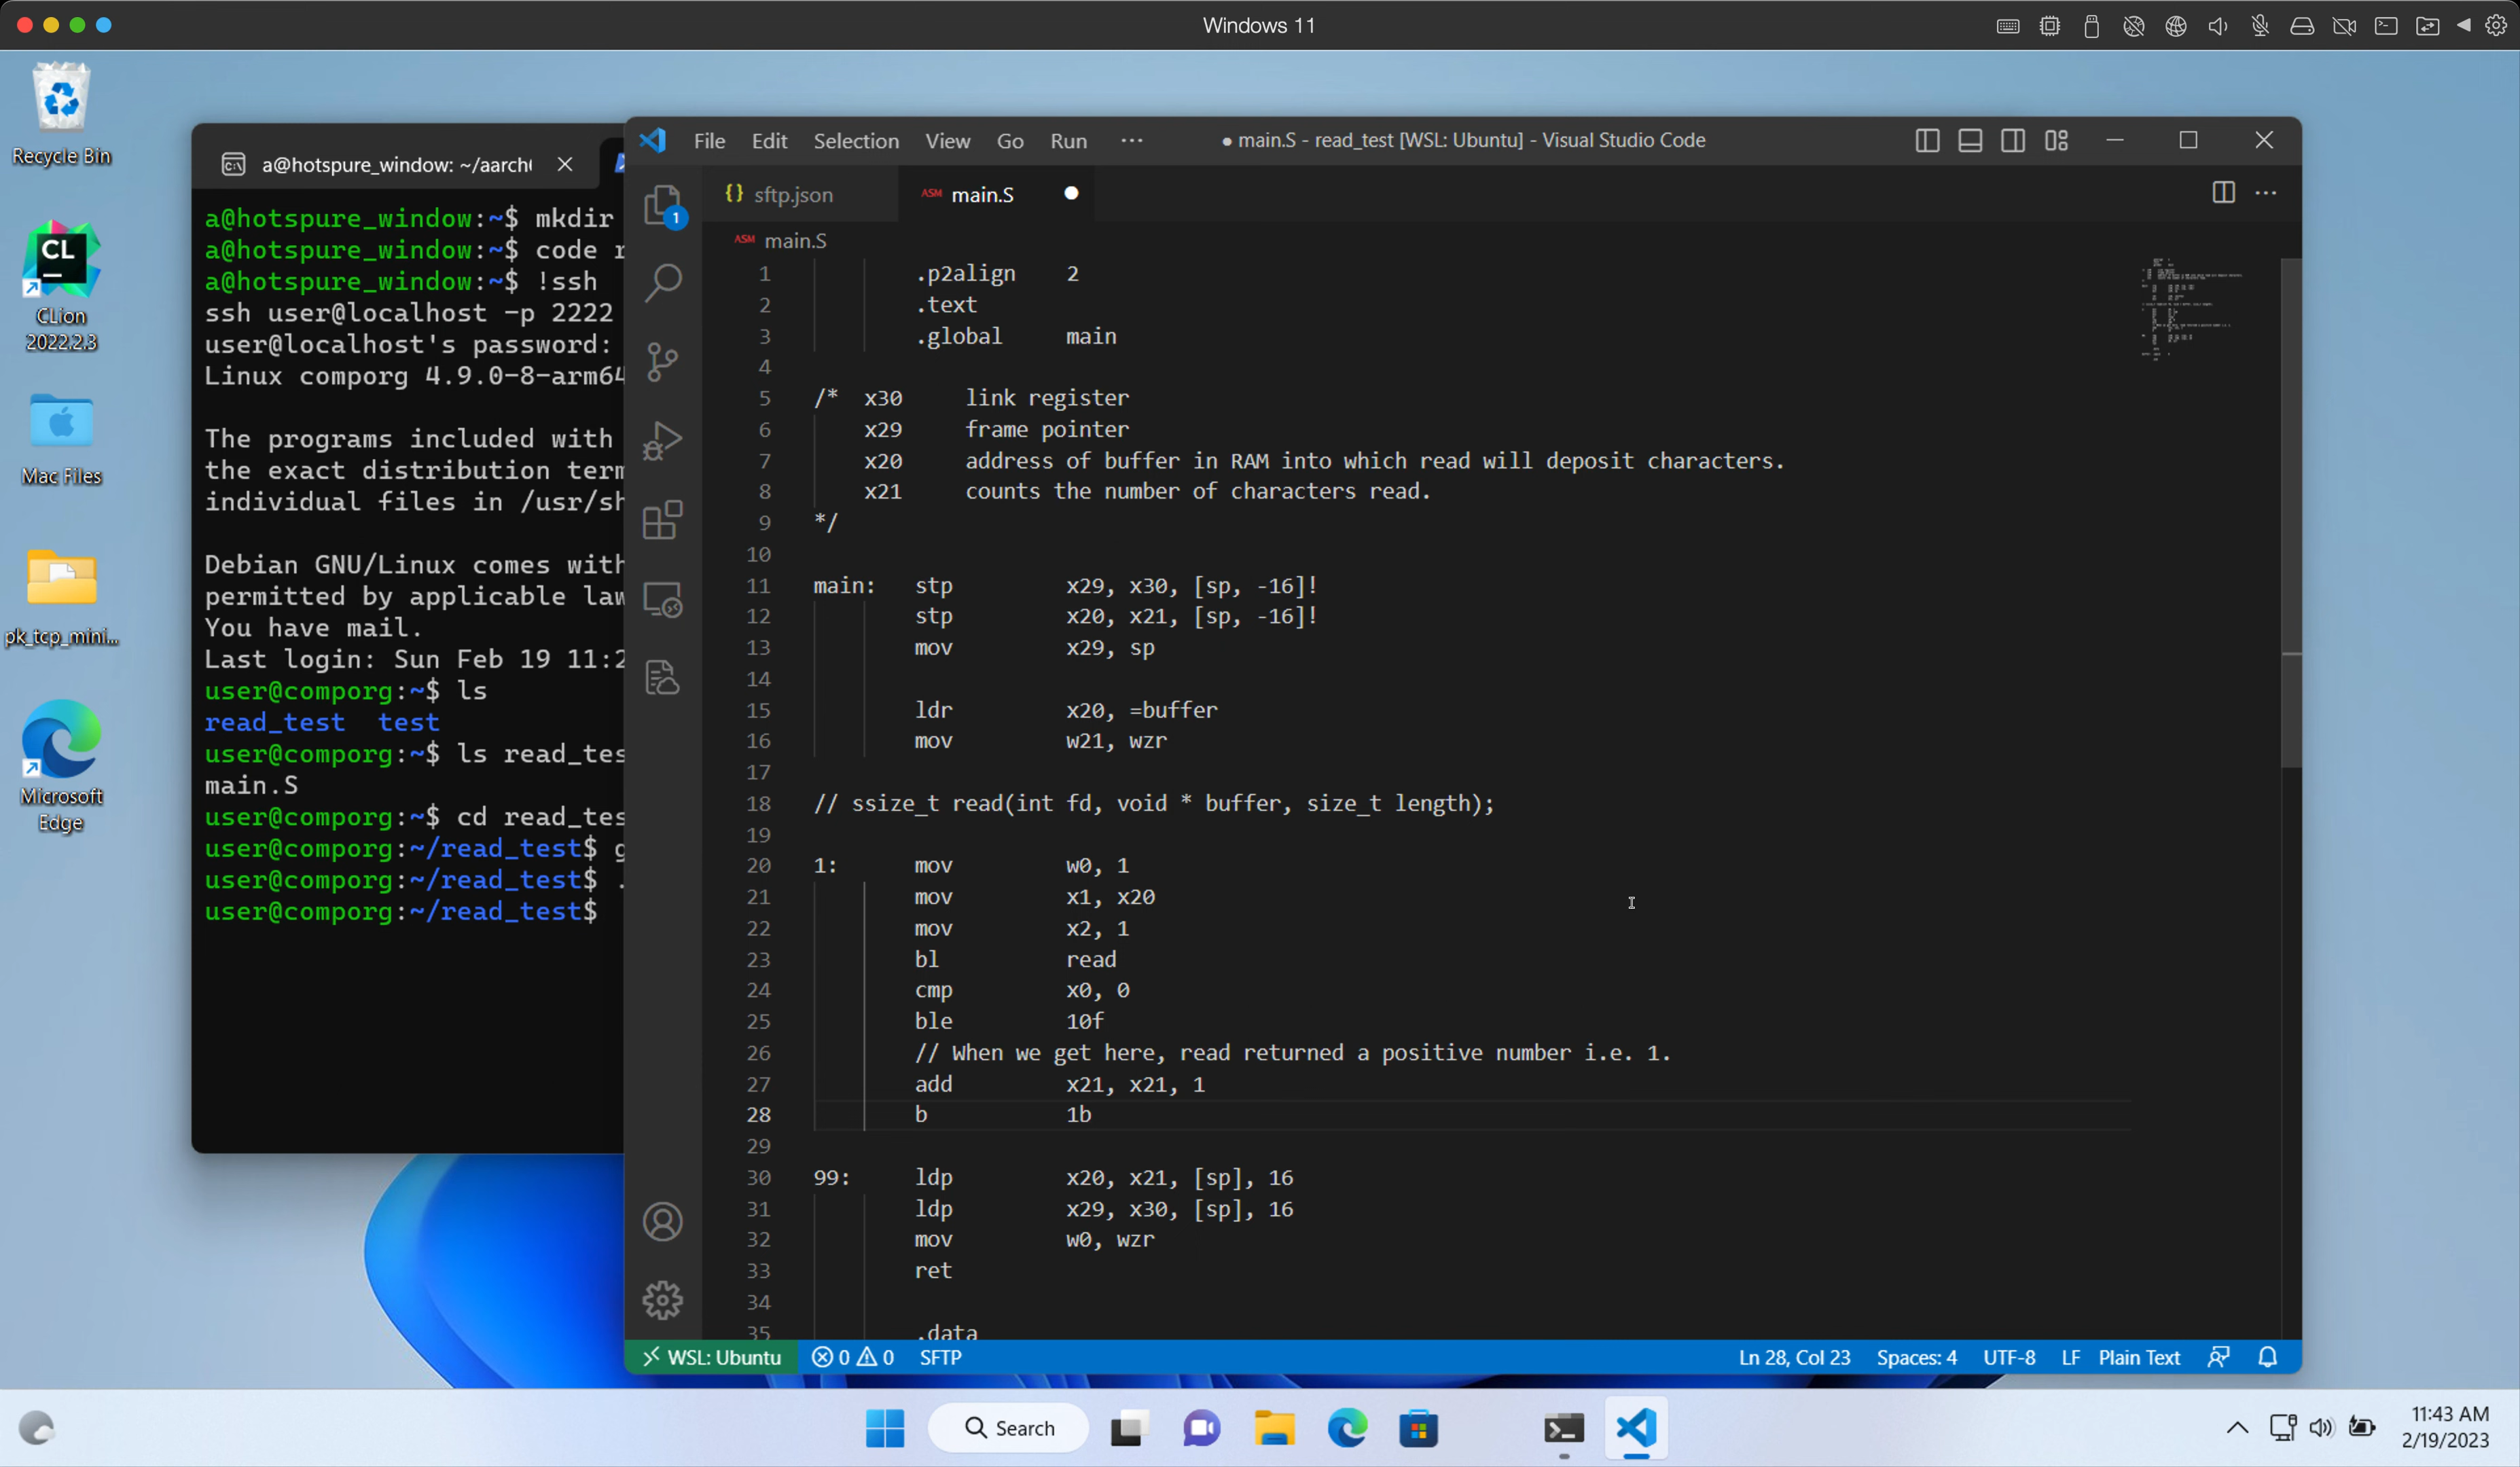 Windows 11
Recycle Bin
CL
CLion
2022.2.3
Mac Files
pk_tcp_mini...
Microsoft
Edge
a@hotspure_window: ~/aarch
a@hotspure_window:~$ mkdir
a@hotspure_window:~$ code
a@hotspure_window:~$ !ssh
ssh user@localhost -p 2222
user@localhost's password:
Linux comporg 4.9.0-8-arm64
The programs included with
the exact distribution term
individual files in /usr/sh
Debian GNU/Linux comes with
permitted by applicable law
You have mail.
Last login: Sun Feb 19 11:2
user@comporg:~$ ls
read_test  test
user@comporg:~$ ls read_tes
main.S
user@comporg:~$ cd read_tes
user@comporg:~/read_test$ g
user@comporg:~/read_test$ .
user@comporg:~/read_test$
File Edit Selection View Go Run ···
● main.S - read_test [WSL: Ubuntu] - Visual Studio Code
1
{} sftp.json
ASM main.S
ASM main.S
1 .p2align 2
2 .text
3 .global main
4
5 /* x30 link register
6 x29 frame pointer
7 x20 address of buffer in RAM into which read will deposit characters.
8 x21 counts the number of characters read.
9 */
10
11 main: stp x29, x30, [sp, -16]!
12 stp x20, x21, [sp, -16]!
13 mov x29, sp
14
15 ldr x20, =buffer
16 mov w21, wzr
17
18 // ssize_t read(int fd, void * buffer, size_t length);
19
20 1: mov w0, 1
21 mov x1, x20
22 mov x2, 1
23 bl read
24 cmp x0, 0
25 ble 10f
26 // When we get here, read returned a positive number i.e. 1.
27 add x21, x21, 1
28 b 1b
29
30 99: ldp x20, x21, [sp], 16
31 ldp x29, x30, [sp], 16
32 mov w0, wzr
33 ret
34
35 .data
WSL: Ubuntu 0 0 SFTP
Ln 28, Col 23 Spaces: 4 UTF-8 LF Plain Text
Search
11:43 AM
2/19/2023